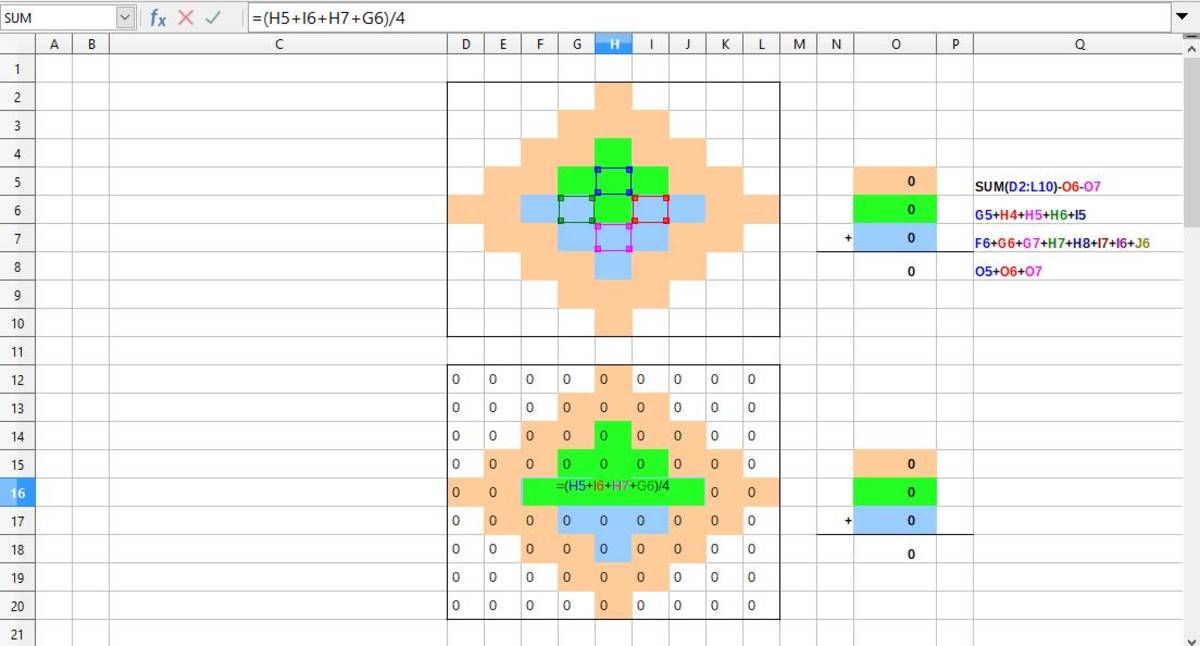 SUM fx =(H5+I6+H7+G6)/4
A B C D E F G H I J K L M N O P Q
1
2
3
4
5 0 SUM(D2:L10)-O6-O7
6 0 G5+H4+H5+H6+I5
7 + 0 F6+G6+G7+H7+H8+I7+I6+J6
8 0 O5+O6+O7
9
10
11
12 0 0 0 0 0 0 0 0 0
13 0 0 0 0 0 0 0 0 0
14 0 0 0 0 0 0 0 0 0
15 0 0 0 0 0 0 0 0 0 0
16 0 0 =(H5+I6+H7+G6)/4 0 0 0
17 0 0 0 0 0 0 0 0 0 + 0
18 0 0 0 0 0 0 0 0 0 0
19 0 0 0 0 0 0 0 0 0
20 0 0 0 0 0 0 0 0 0
21